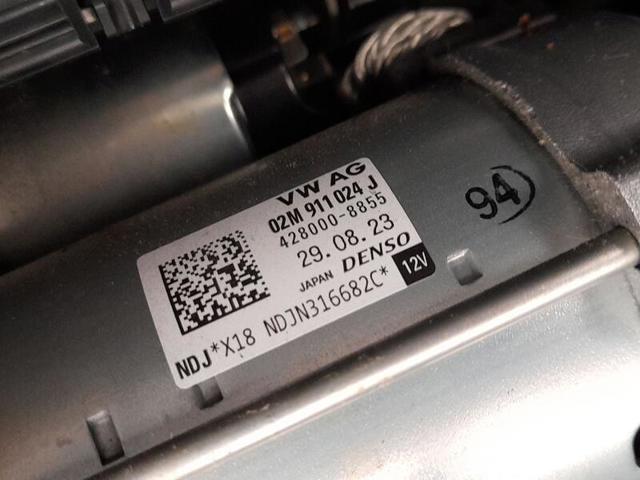 VW AG
02M 911 024 J
428000-8855
29.08.23
JAPAN DENSO
12V
NDJ*X18 NDJN316682C*
94